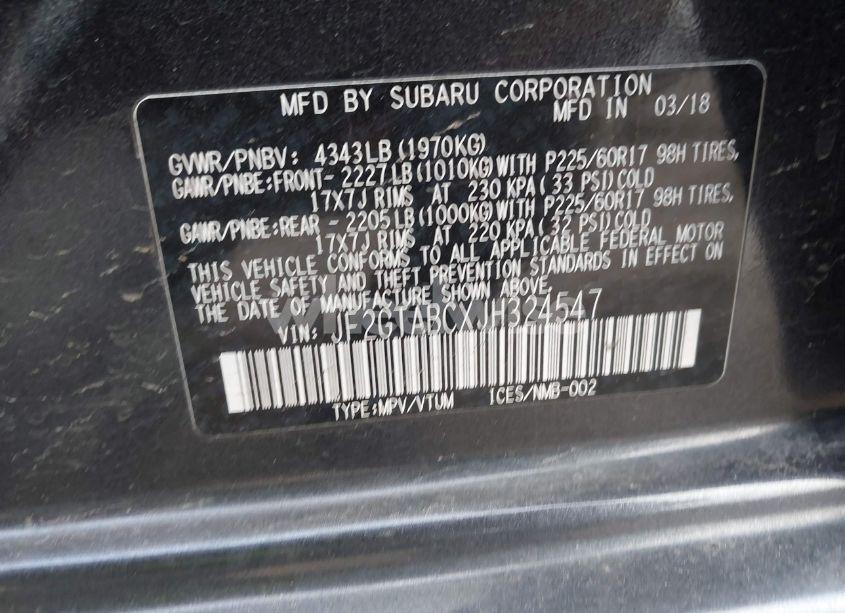 MFD BY SUBARU CORPORATION
MFD IN 03/18
GVWR/PNBV: 4343LB (1970KG)
GAWR/PNBE:FRONT- 2227LB (1010KG) WITH P225/60R17 98H TIRES,
17X7J RIMS AT 230 KPA( 33 PSI) COLD
GAWR/PNBE:REAR - 2205LB (1000KG) WITH P225/60R17 98H TIRES,
17X7J RIMS AT 220 KPA( 32 PSI) COLD
THIS VEHICLE CONFORMS TO ALL APPLICABLE FEDERAL MOTOR
VEHICLE SAFETY AND THEFT PREVENTION STANDARDS IN EFFECT ON
THE DATE OF MANUFACTURE SHOWN ABOVE.
VIN: JF2GTABCXJH324547
TYPE:MPV/VTUM ICES/NMB-002